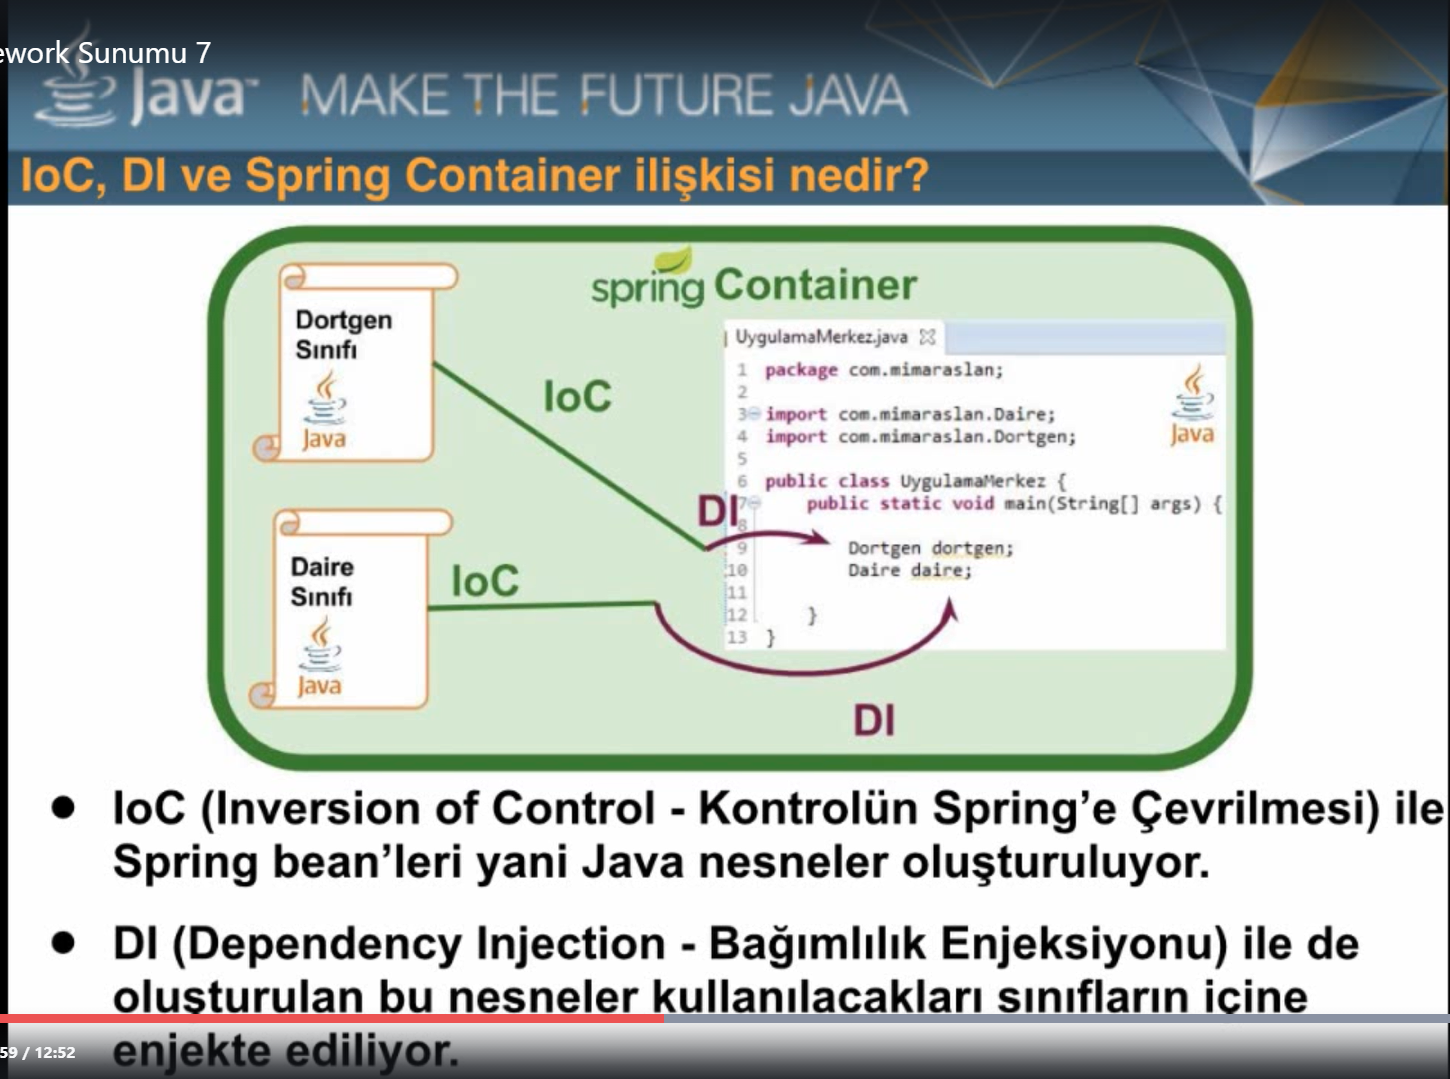 ework Sunumu 7
Java™ MAKE THE FUTURE JAVA
IoC, DI ve Spring Container ilişkisi nedir?
spring Container
Dortgen
Sınıfı
Java
IoC
Daire
Sınıfı
Java
IoC
DI
DI
UygulamaMerkez.java
Java
1 package com.mimaraslan;
2
3 import com.mimaraslan.Daire;
4 import com.mimaraslan.Dortgen;
5
6 public class UygulamaMerkez {
7 public static void main(String[] args) {
8
9 Dortgen dortgen;
10 Daire daire;
11
12 }
13 }
● IoC (Inversion of Control - Kontrolün Spring’e Çevrilmesi) ile
Spring bean’leri yani Java nesneler oluşturuluyor.
● DI (Dependency Injection - Bağımlılık Enjeksiyonu) ile de
oluşturulan bu nesneler kullanılacakları sınıfların içine
enjekte ediliyor.
59 / 12:52